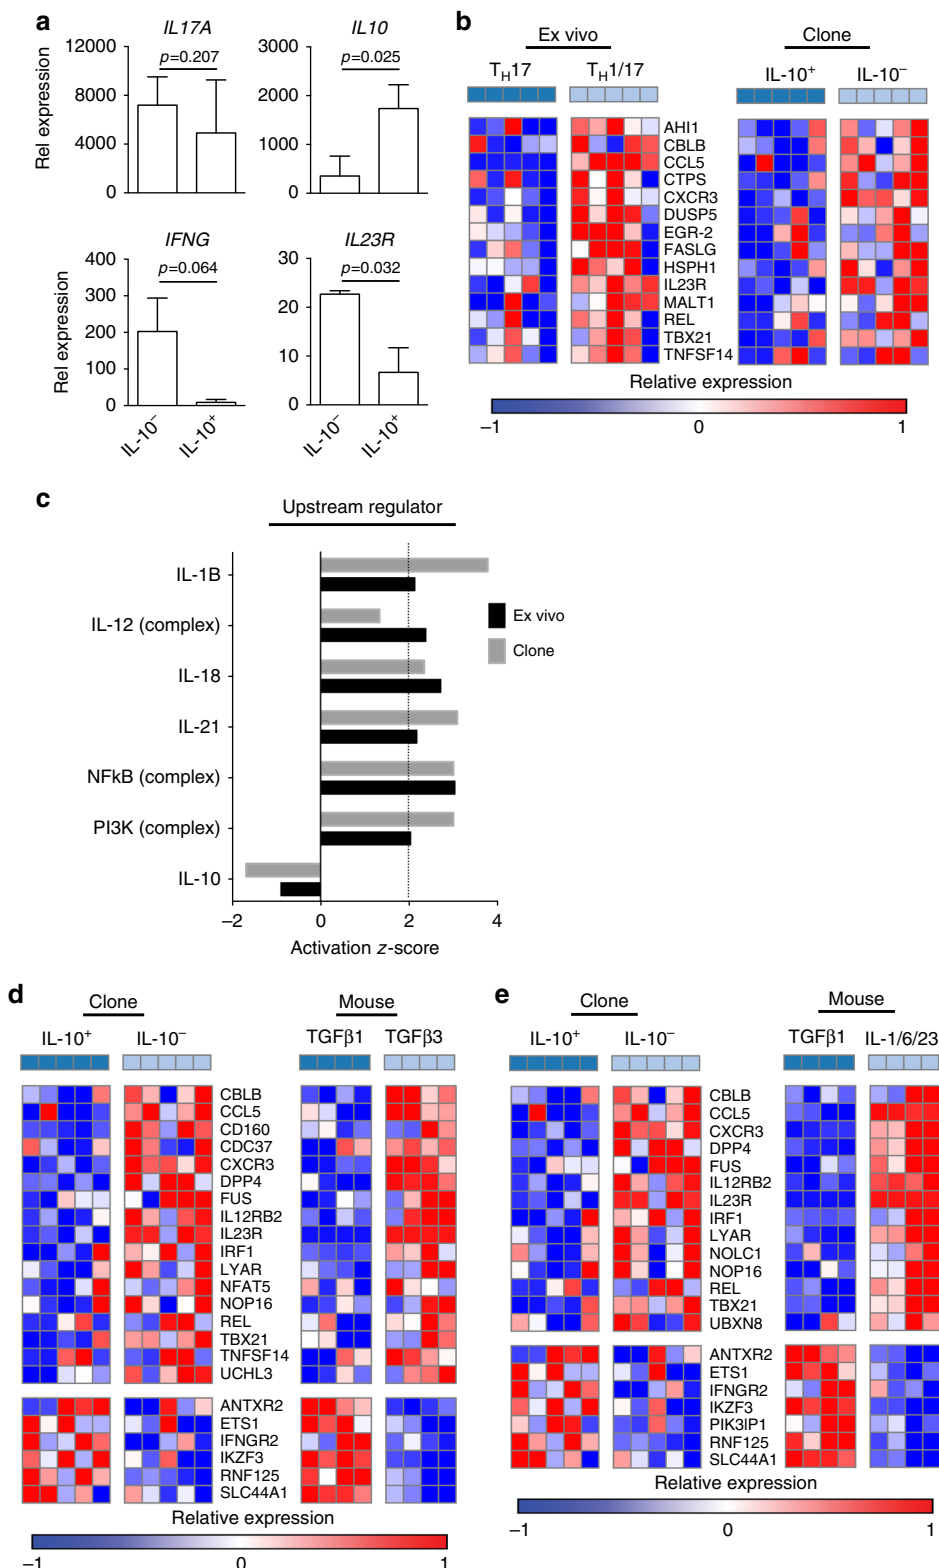 a
IL17A
Rel expression
12000
8000
4000
0
p=0.207
IL10
3000
2000
1000
0
p=0.025
IFNG
Rel expression
400
300
200
100
0
p=0.064
IL-10−
IL-10+
IL23R
30
20
10
0
p=0.032
IL-10−
IL-10+
b
Ex vivo
Clone
TH17
TH1/17
IL-10+
IL-10−
AHI1
CBLB
CCL5
CTPS
CXCR3
DUSP5
EGR-2
FASLG
HSPH1
IL23R
MALT1
REL
TBX21
TNFSF14
Relative expression
−1
0
1
c
Upstream regulator
IL-1B
IL-12 (complex)
IL-18
IL-21
NFkB (complex)
PI3K (complex)
IL-10
Ex vivo
Clone
−2
0
2
4
Activation z-score
d
Clone
Mouse
IL-10+
IL-10−
TGFβ1
TGFβ3
CBLB
CCL5
CD160
CDC37
CXCR3
DPP4
FUS
IL12RB2
IL23R
IRF1
LYAR
NFAT5
NOP16
REL
TBX21
TNFSF14
UCHL3
ANTXR2
ETS1
IFNGR2
IKZF3
RNF125
SLC44A1
Relative expression
−1
0
1
e
Clone
Mouse
IL-10+
IL-10−
TGFβ1
IL-1/6/23
CBLB
CCL5
CXCR3
DPP4
FUS
IL12RB2
IL23R
IRF1
LYAR
NOLC1
NOP16
REL
TBX21
UBXN8
ANTXR2
ETS1
IFNGR2
IKZF3
PIK3IP1
RNF125
SLC44A1
Relative expression
−1
0
1